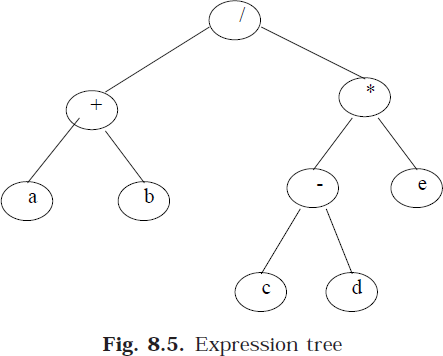 /
+ *
a b - e
c d
Fig. 8.5. Expression tree